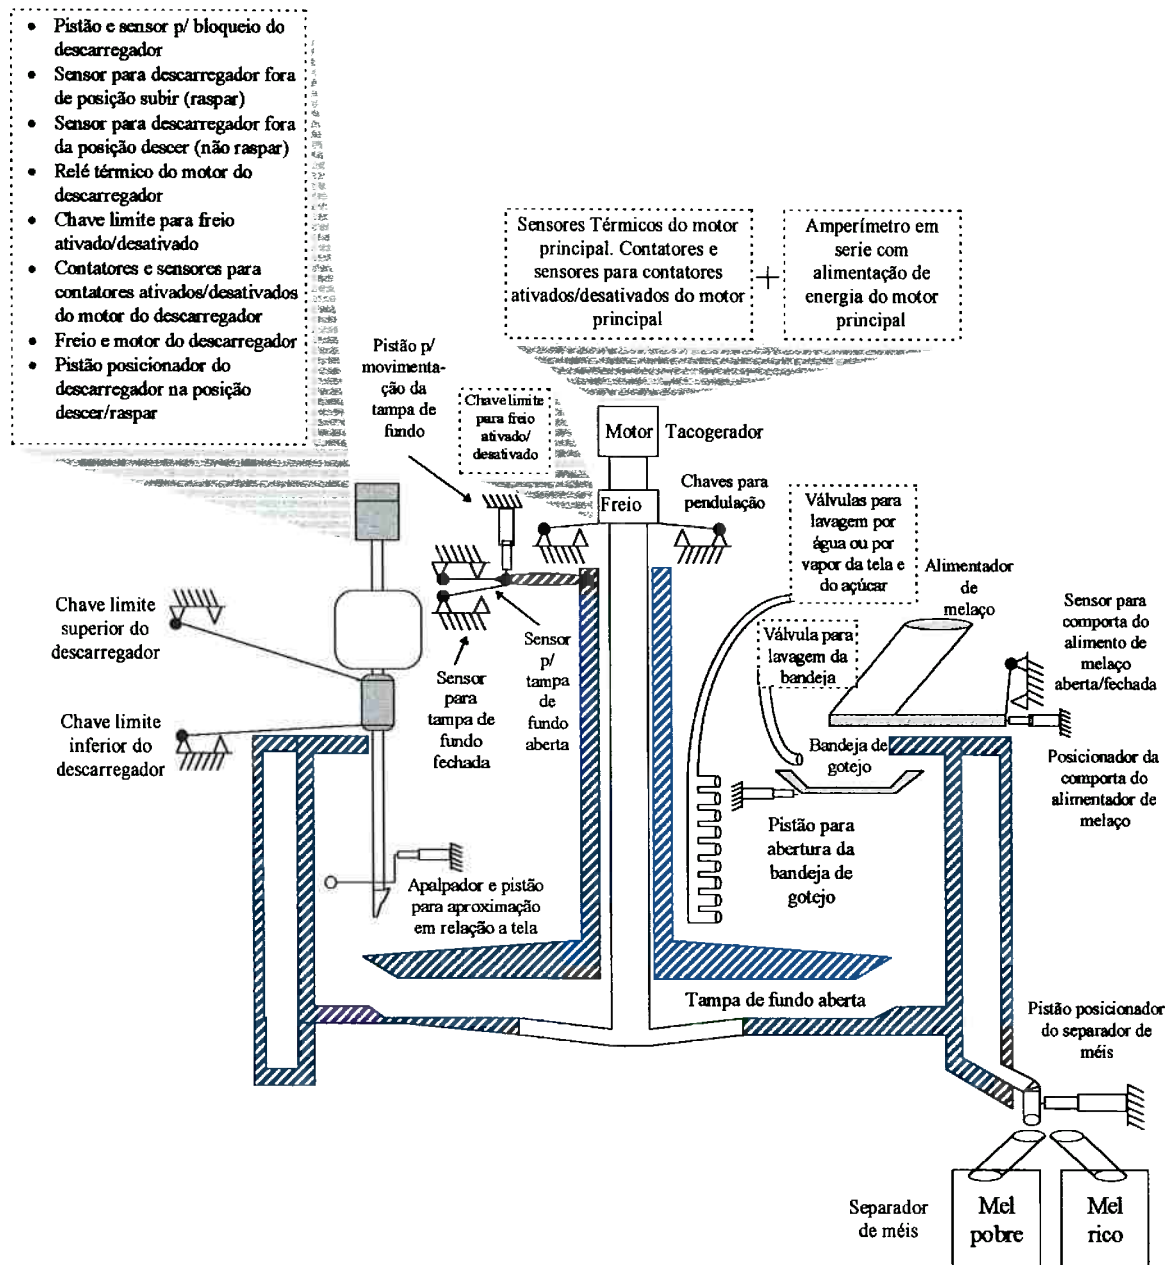 • Pistão e sensor p/ bloqueio do
descarregador
• Sensor para descarregador fora
de posição subir (raspar)
• Sensor para descarregador fora
da posição descer (não raspar)
• Relé térmico do motor do
descarregador
• Chave limite para freio
ativado/desativado
• Contatores e sensores para
contatores ativados/desativados
do motor do descarregador
• Freio e motor do descarregador
• Pistão posicionador do
descarregador na posição
descer/raspar
Sensores Térmicos do motor
principal. Contatores e
sensores para contatores
ativados/desativados do motor
principal
+
Amperímetro em
serie com
alimentação de
energia do motor
principal
Pistão p/
movimenta-
ção da
tampa de
fundo
Chave limite
para freio
ativado/
desativado
Motor
Tacogerador
Freio
Chaves para
pendulação
Válvulas para
lavagem por
água ou por
vapor da tela e
do açúcar
Alimentador
de
melaço
Sensor para
comporta do
alimento de
melaço
aberta/fechada
Válvula para
lavagem da
bandeja
Chave limite
superior do
descarregador
Sensor
para
tampa de
fundo
fechada
Sensor
p/
tampa
de
fundo
aberta
Chave limite
inferior do
descarregador
Bandeja de
gotejo
Posicionador da
comporta do
alimentador de
melaço
Pistão para
abertura da
bandeja de
gotejo
Apalpador e pistão
para aproximação
em relação a tela
Tampa de fundo aberta
Pistão posicionador
do separador de
méis
Separador
de méis
Mel
pobre
Mel
rico